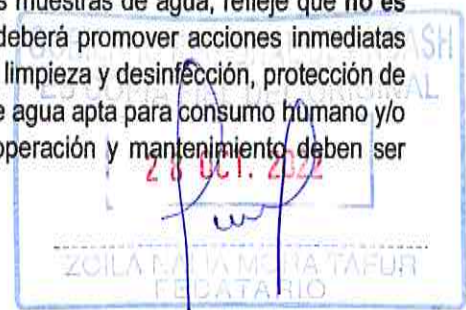 s muestras de agua, refleje que no es
deberá promover acciones inmediatas
limpieza y desinfección, protección de
e agua apta para consumo humano y/o
operación y mantenimiento deben ser
28 OCT. 2022
ZOILA MORA TAFUR
FEDATARIO